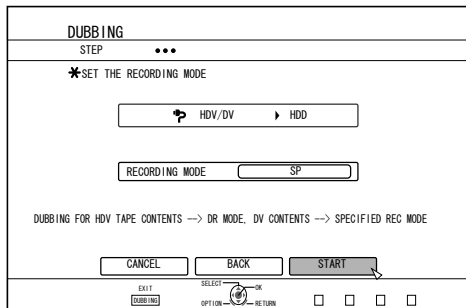 DUBBING
STEP
SET THE RECORDING MODE
HDV/DV HDD
RECORDING MODE SP
DUBBING FOR HDV TAPE CONTENTS --> DR MODE, DV CONTENTS --> SPECIFIED REC MODE
CANCEL BACK START
EXIT
DUBBING
SELECT OK
OPTION RETURN